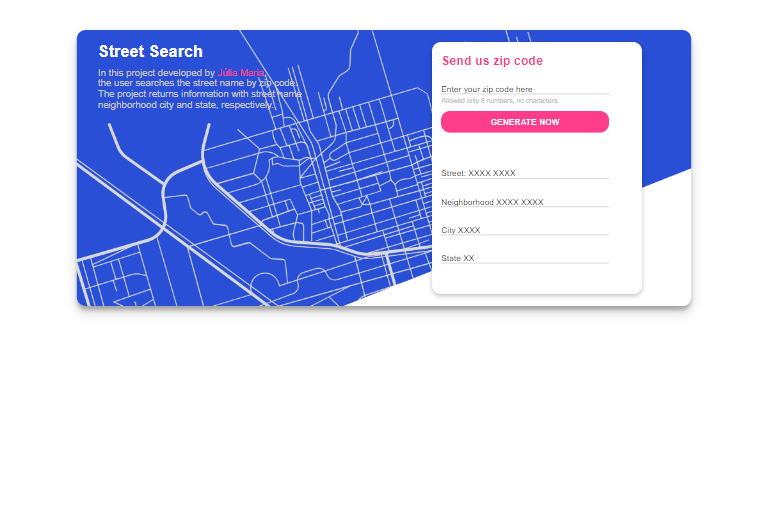 Street Search
In this project developed by Júlia Maria,
the user searches the street name by zip code.
The project returns information with street name
neighborhood city and state, respectively.
Send us zip code
Enter your zip code here
Allowed only 8 numbers, no characters.
GENERATE NOW
Street: XXXX XXXX
Neighborhood XXXX XXXX
City XXXX
State XX